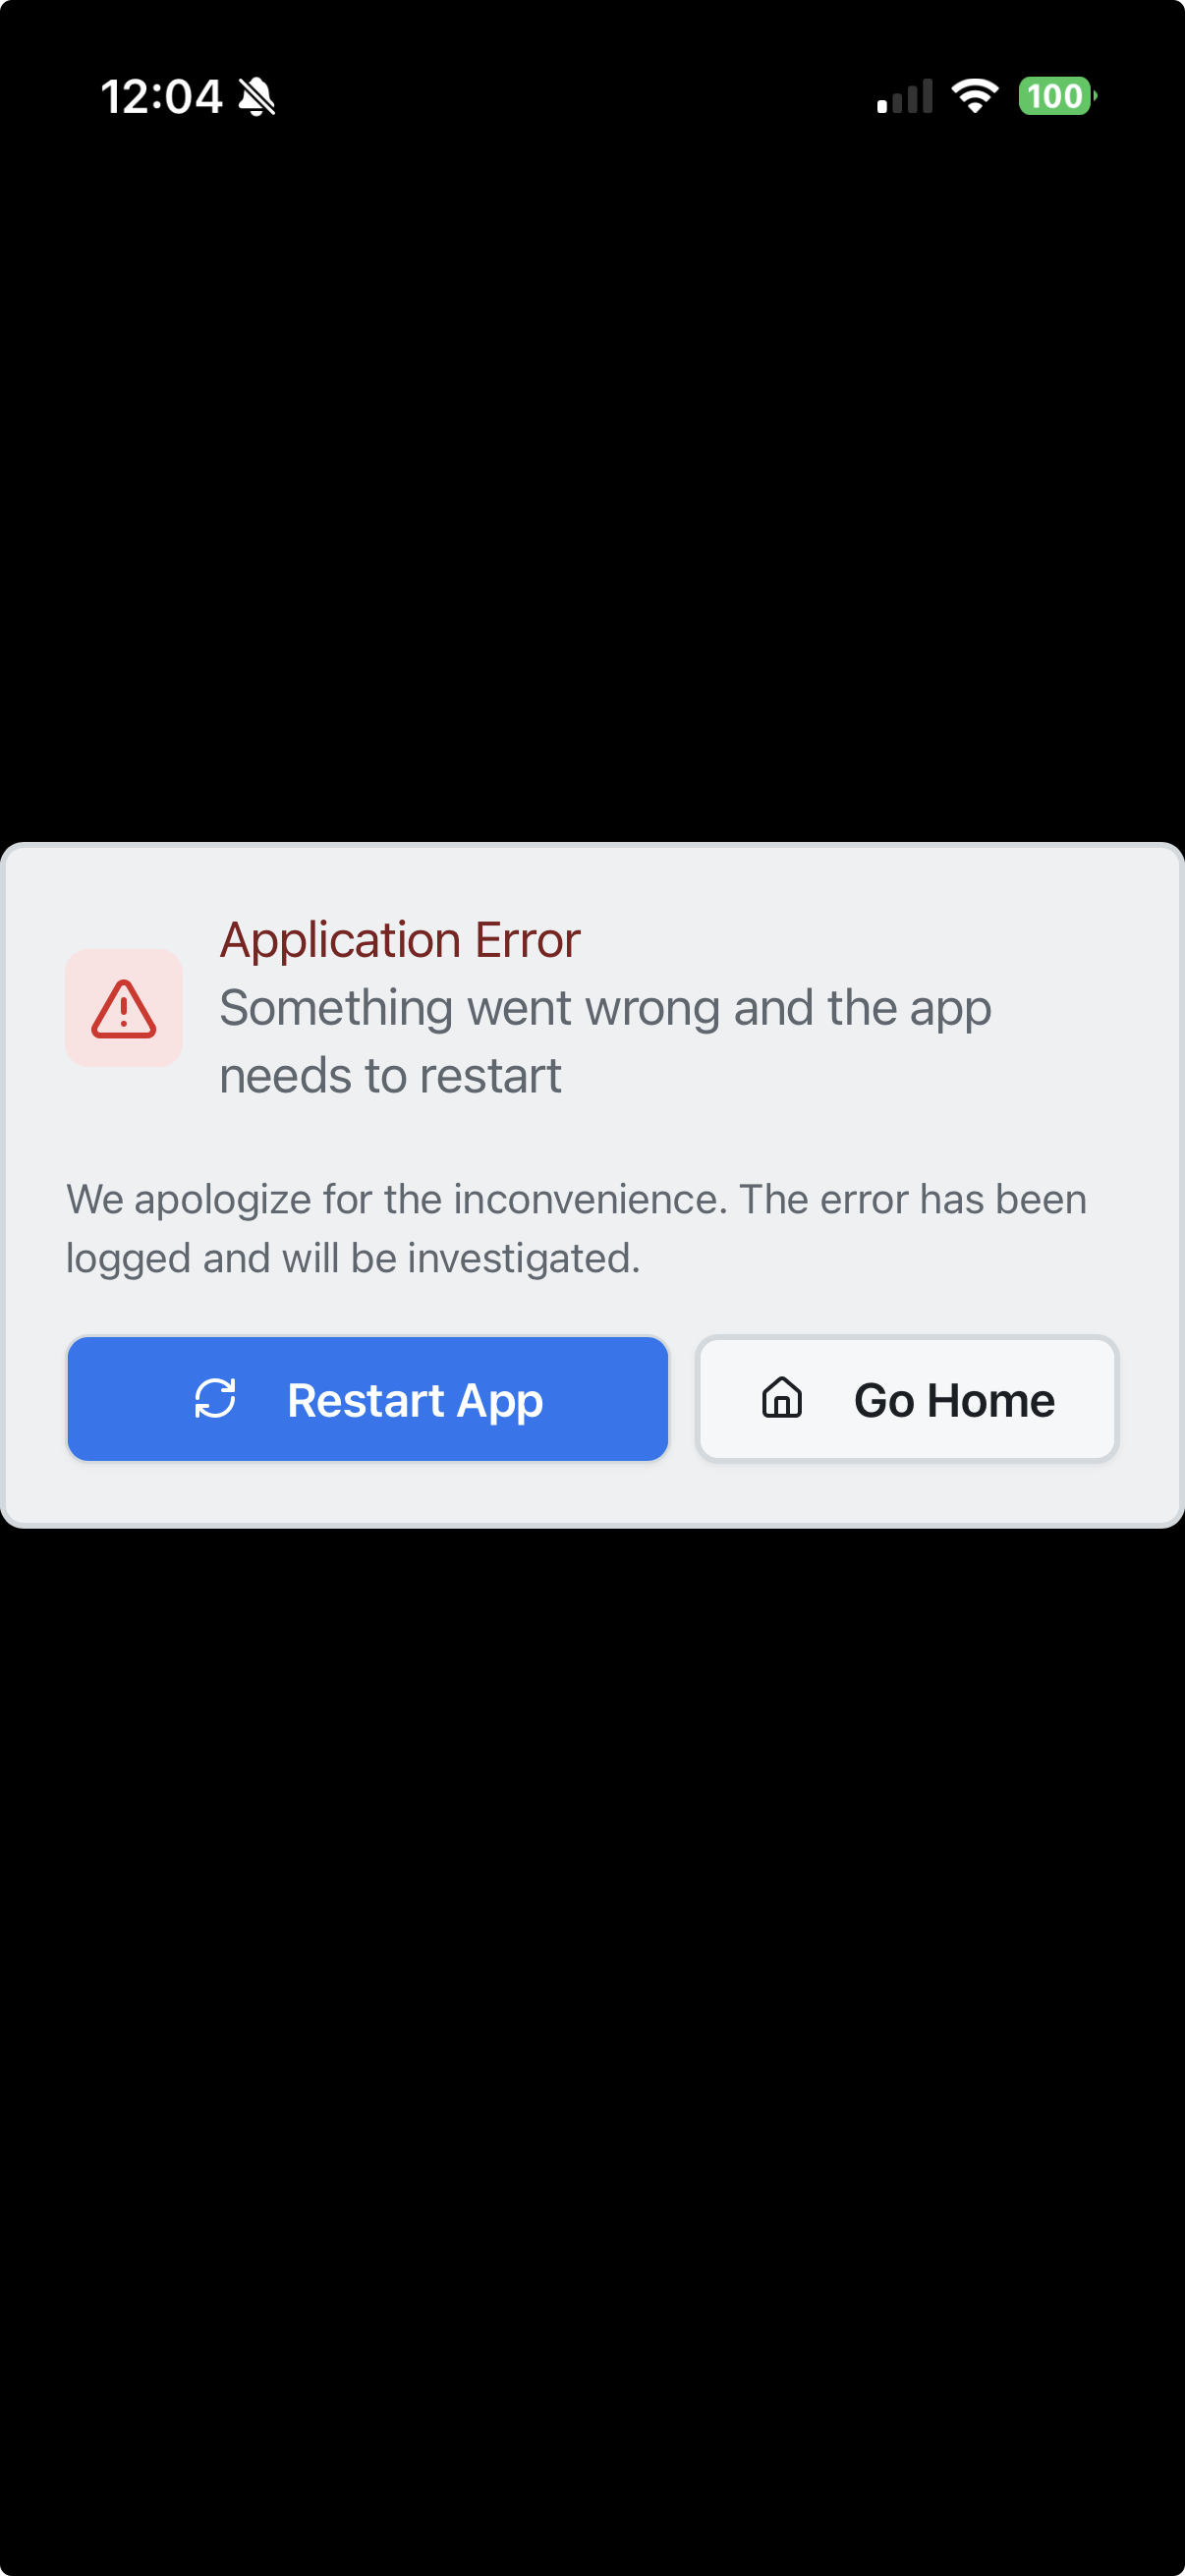 12:04
100
Application Error
Something went wrong and the app
needs to restart
We apologize for the inconvenience. The error has been
logged and will be investigated.
Restart App
Go Home